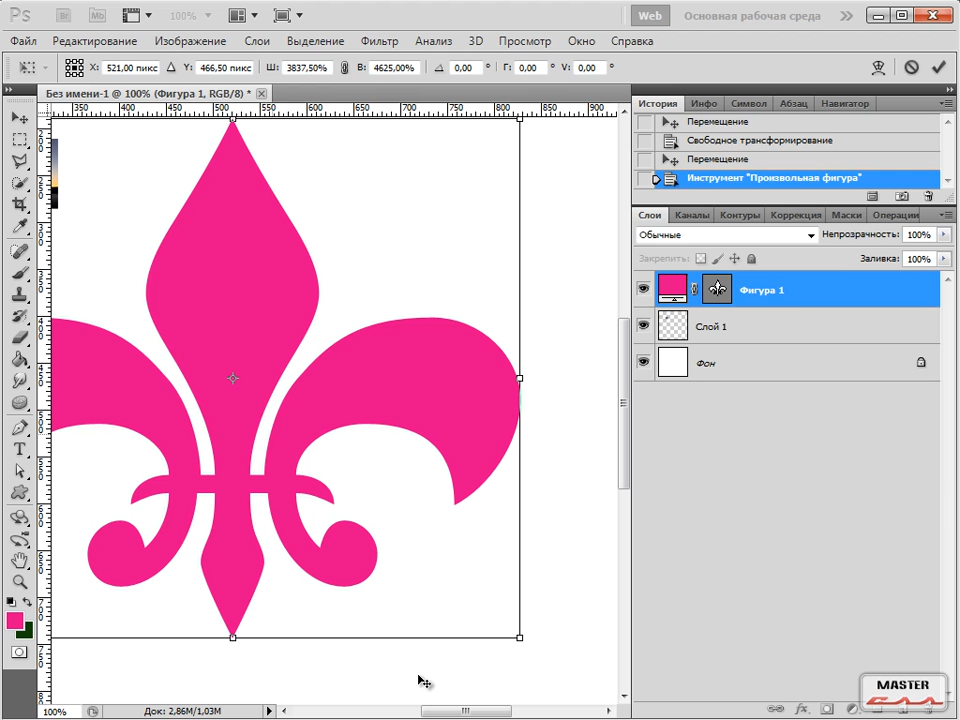 Ps Br Mb 100% Web Основная рабочая среда
Файл Редактирование Изображение Слои Выделение Фильтр Анализ 3D Просмотр Окно Справка
X: 521,00 пикс Y: 466,50 пикс Ш: 3837,50% В: 4625,00% 0,00 ° Г: 0,00 ° V: 0,00 °
Без имени-1 @ 100% (Фигура 1, RGB/8) *
350 400 450 500 550 600 650 700 750 800 850 900
История Инфо Символ Абзац Навигатор
Перемещение
Свободное трансформирование
Перемещение
Инструмент "Произвольная фигура"
Слои Каналы Контуры Коррекция Маски Операции
Обычные Непрозрачность: 100%
Закрепить: Заливка: 100%
Фигура 1
Слой 1
Фон
100% Док: 2,86M/1,03M
MASTER